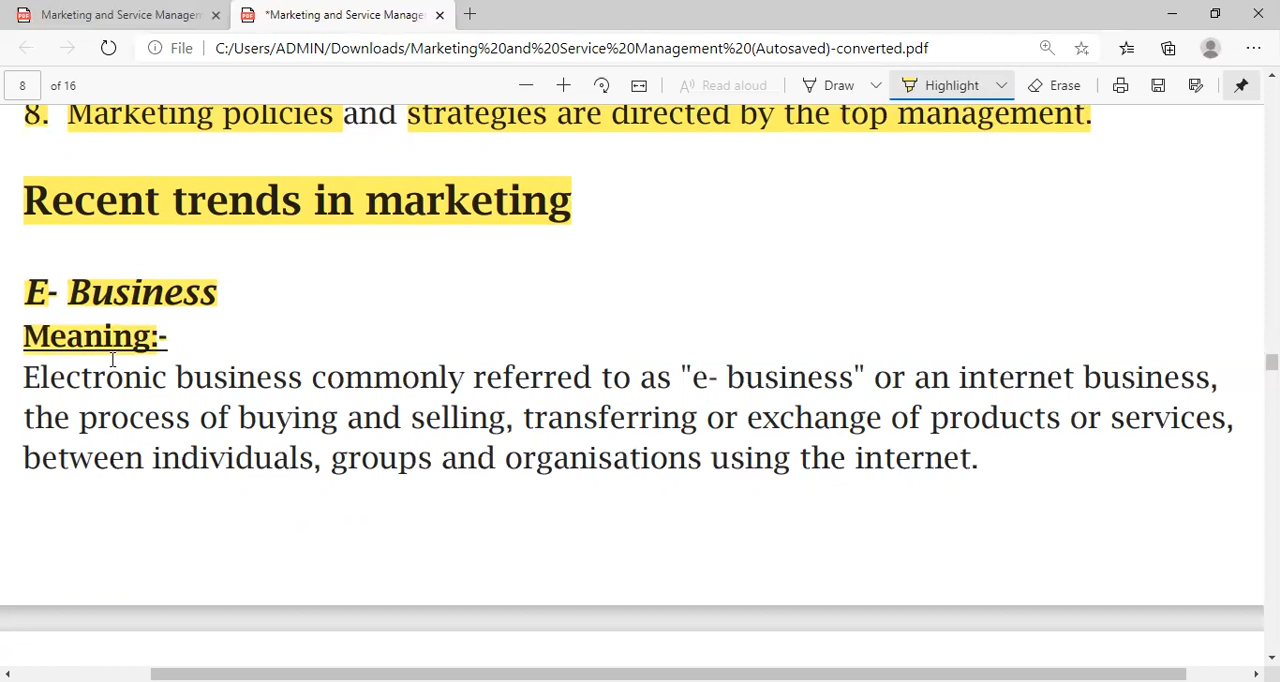 Marketing and Service Managem
*Marketing and Service Manage
File
C:/Users/ADMIN/Downloads/Marketing%20and%20Service%20Management%20(Autosaved)-converted.pdf
8 of 16
Read aloud
Draw
Highlight
Erase
8. Marketing policies and strategies are directed by the top management.
Recent trends in marketing
E- Business
Meaning:-
Electronic business commonly referred to as "e- business" or an internet business,
the process of buying and selling, transferring or exchange of products or services,
between individuals, groups and organisations using the internet.